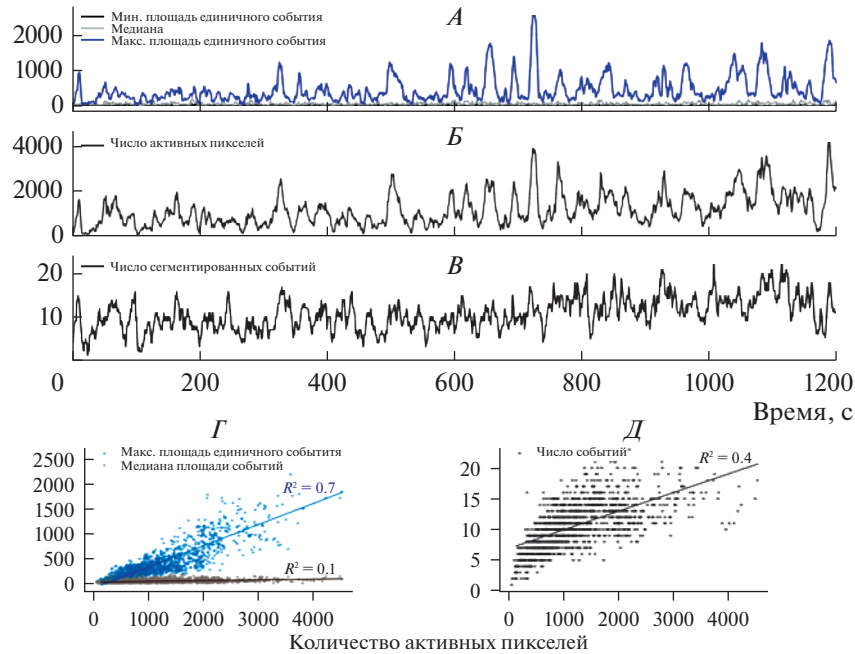 А
Мин. площадь единичного события
Медиана
Макс. площадь единичного события
2000
1000
0
Б
Число активных пикселей
4000
2000
0
В
Число сегментированных событий
20
10
0 200 400 600 800 1000 1200
Время, с
Г
Макс. площадь единичного событитя
Медиана площади событий
2500
2000
1500
1000
500
0
R² = 0.7
R² = 0.1
0 1000 2000 3000 4000
Д
Число событий
20
15
10
5
0
R² = 0.4
0 1000 2000 3000 4000
Количество активных пикселей